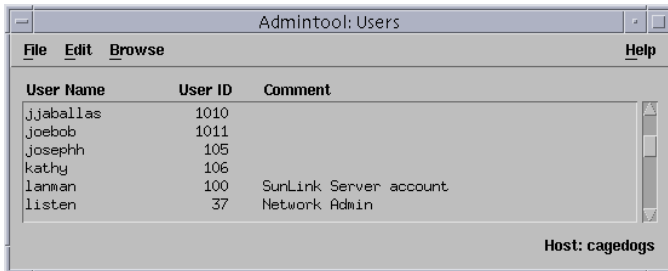 Admintool: Users
File Edit Browse Help
User Name User ID Comment
jjaballas 1010
joebob 1011
josephh 105
kathy 106
lanman 100 SunLink Server account
listen 37 Network Admin
Host: cagedogs